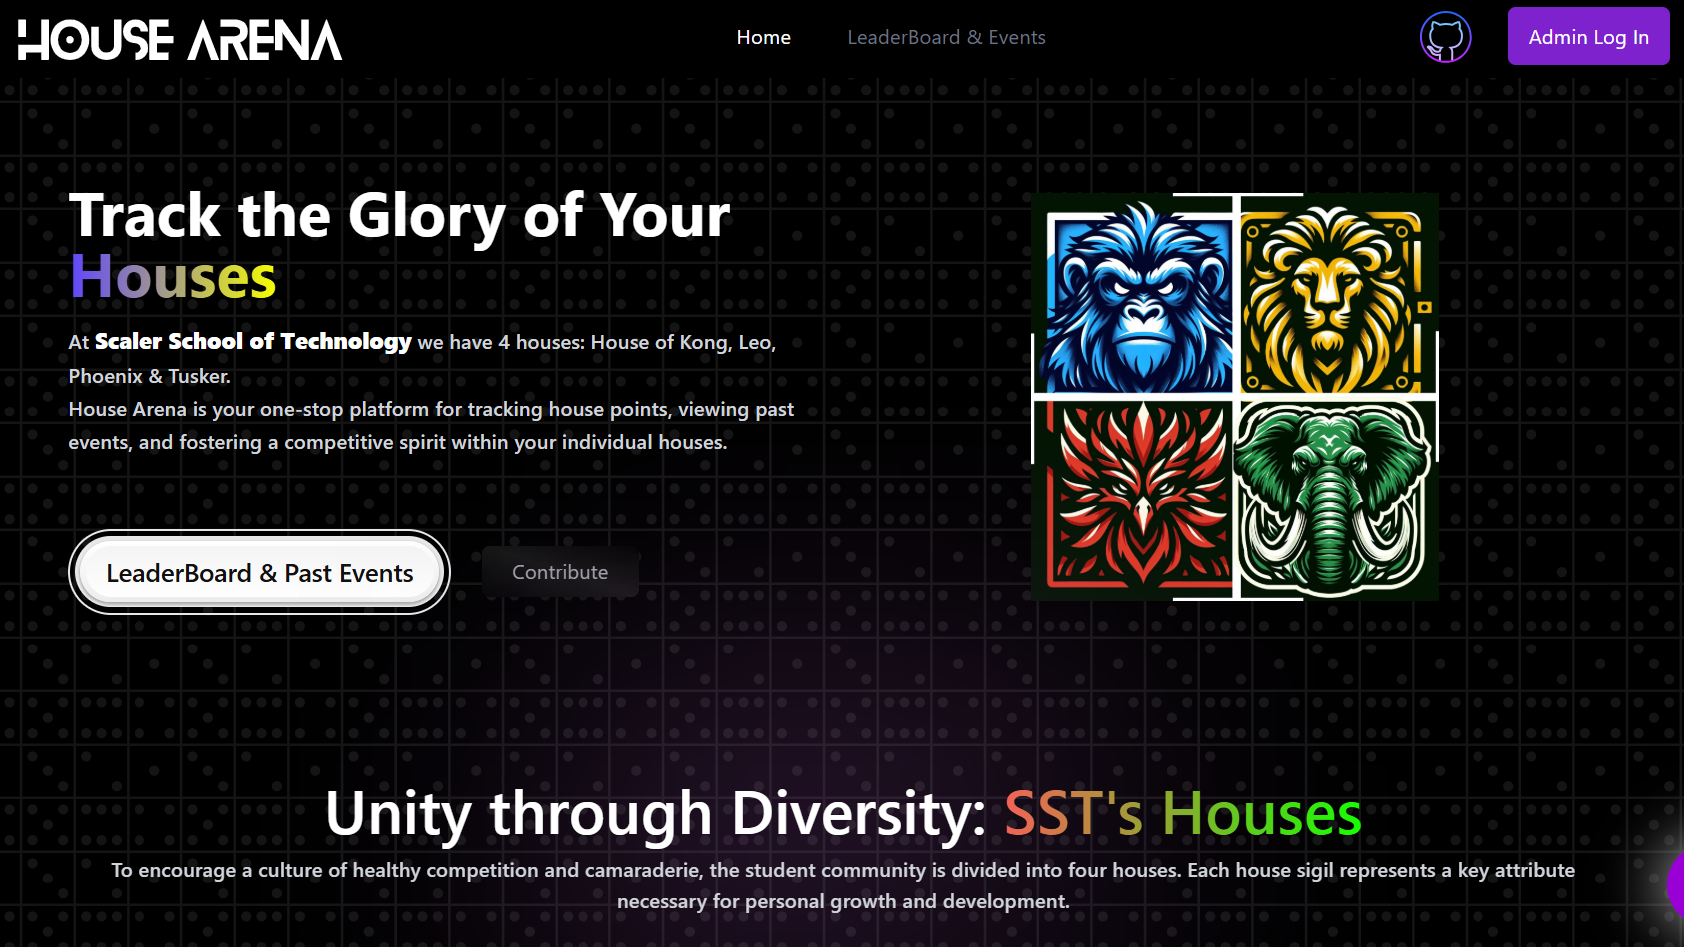 HOUSE ARENA
Home
LeaderBoard & Events
Admin Log In
Track the Glory of Your
Houses
At Scaler School of Technology we have 4 houses: House of Kong, Leo,
Phoenix & Tusker.
House Arena is your one-stop platform for tracking house points, viewing past
events, and fostering a competitive spirit within your individual houses.
LeaderBoard & Past Events
Contribute
Unity through Diversity: SST's Houses
To encourage a culture of healthy competition and camaraderie, the student community is divided into four houses. Each house sigil represents a key attribute
necessary for personal growth and development.